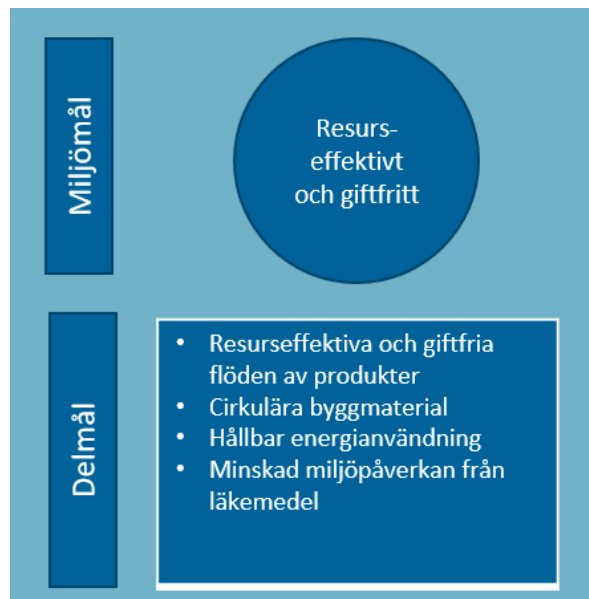 Miljömål
Resurs-
effektivt
och giftfritt
Delmål
• Resurseffektiva och giftfria
flöden av produkter
• Cirkulära byggmaterial
• Hållbar energianvändning
• Minskad miljöpåverkan från
läkemedel